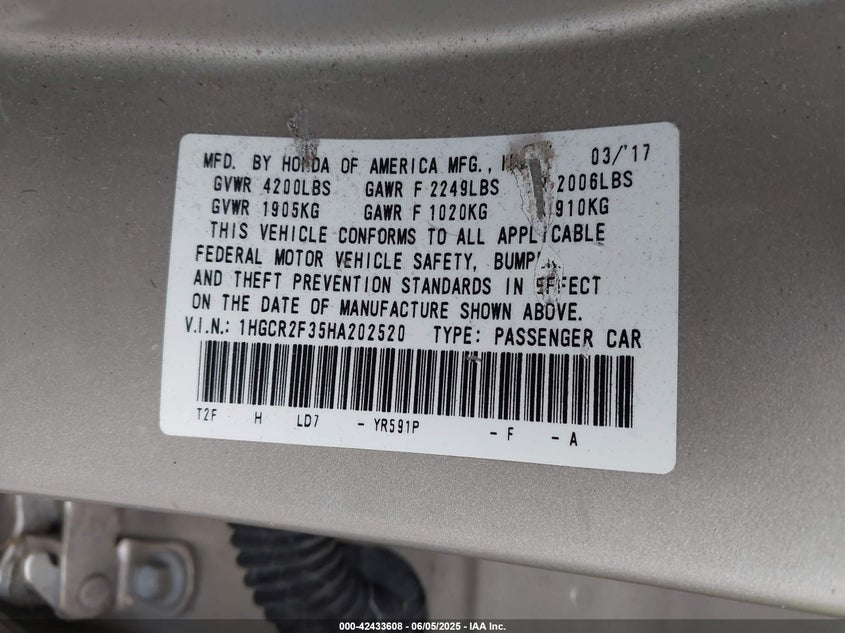 MFD. BY HONDA OF AMERICA MFG., 03/'17
GVWR 4200LBS GAWR F 2249LBS 2006LBS
GVWR 1905KG GAWR F 1020KG 910KG
THIS VEHICLE CONFORMS TO ALL APPLICABLE
FEDERAL MOTOR VEHICLE SAFETY,
AND THEFT PREVENTION STANDARDS IN EFFECT
ON THE DATE OF MANUFACTURE SHOWN ABOVE.
V.I.N.: 1HGCR2F35HA202520 TYPE: PASSENGER CAR
T2F H LD7 - YR591P - F - A
000-42433608 - 06/05/2025 - IAA Inc.